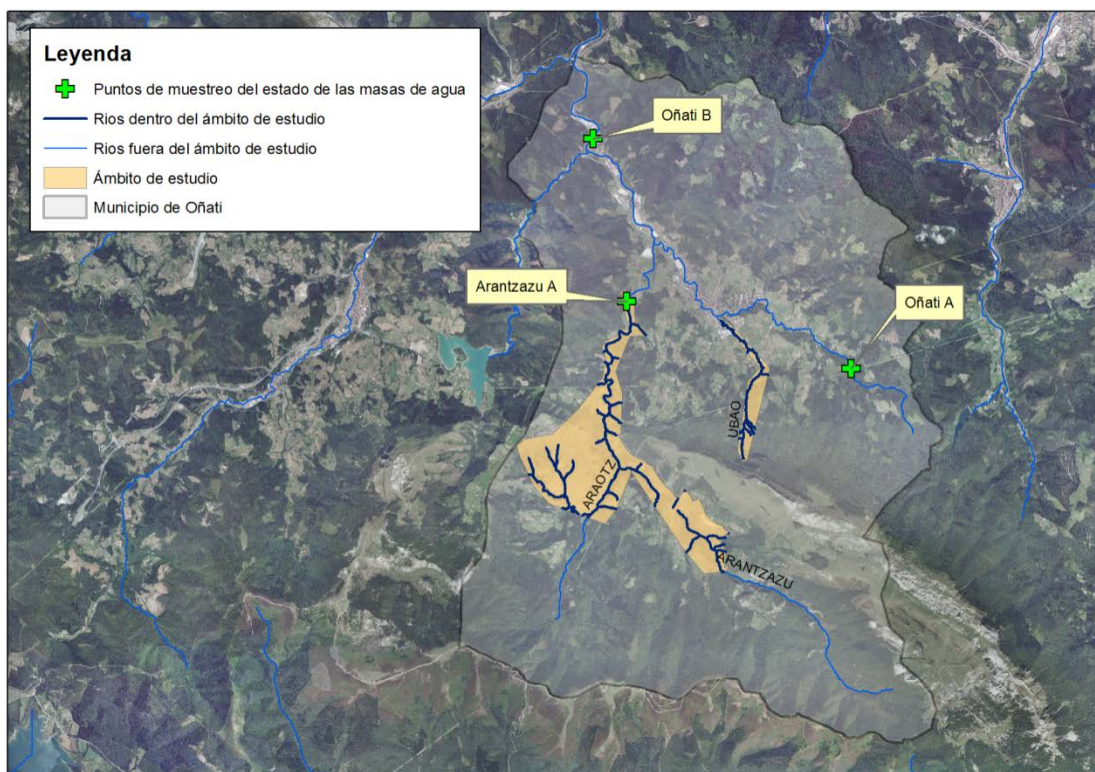 Leyenda
Puntos de muestreo del estado de las masas de agua
Rios dentro del ámbito de estudio
Rios fuera del ámbito de estudio
Ámbito de estudio
Municipio de Oñati
Oñati B
Arantzazu A
Oñati A
UBAO
ARAOTZ
ARANTZAZU